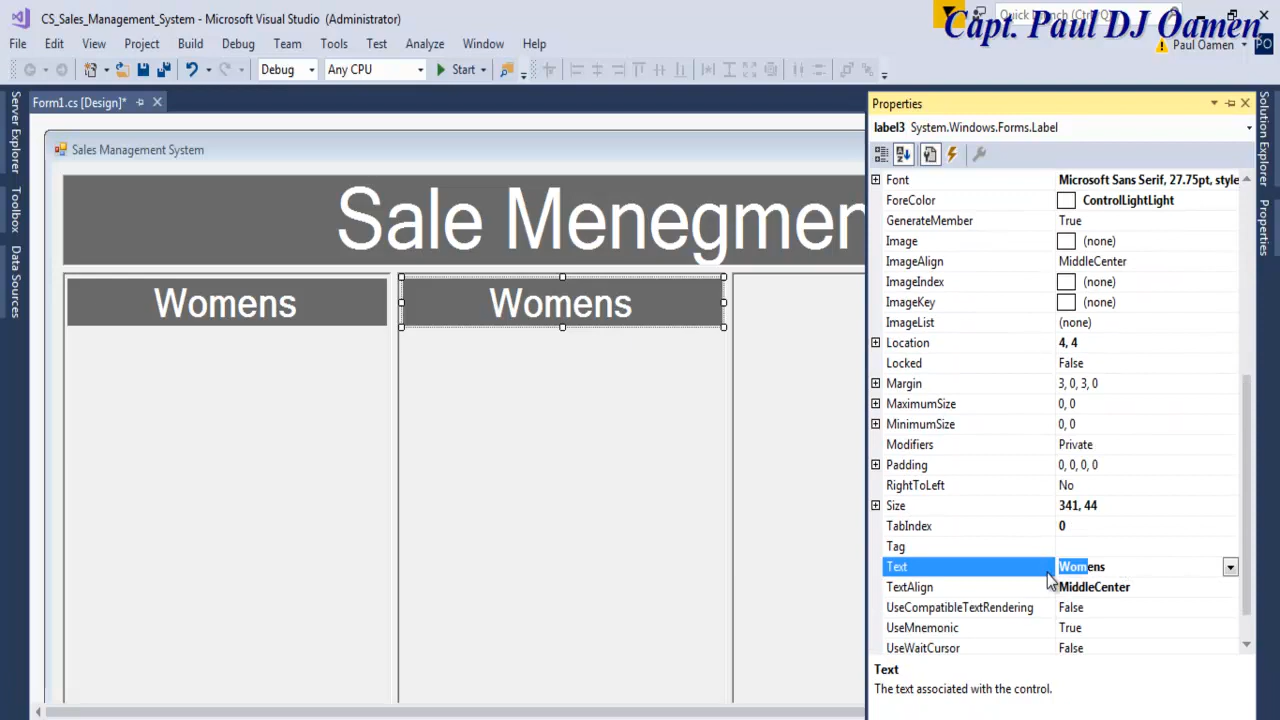 CS_Sales_Management_System - Microsoft Visual Studio (Administrator)
Capt. Paul DJ Oamen
File Edit View Project Build Debug Team Tools Test Analyze Window Help
Paul Oamen PO
Debug Any CPU Start
Form1.cs [Design]*
Server Explorer
Toolbox
Data Sources
Sales Management System
Sale Menegmen
Womens
Womens
Properties
label3 System.Windows.Forms.Label
Font Microsoft Sans Serif, 27.75pt, style
ForeColor ControlLightLight
GenerateMember True
Image (none)
ImageAlign MiddleCenter
ImageIndex (none)
ImageKey (none)
ImageList (none)
Location 4, 4
Locked False
Margin 3, 0, 3, 0
MaximumSize 0, 0
MinimumSize 0, 0
Modifiers Private
Padding 0, 0, 0, 0
RightToLeft No
Size 341, 44
TabIndex 0
Tag
Text Womens
TextAlign MiddleCenter
UseCompatibleTextRendering False
UseMnemonic True
UseWaitCursor False
Text
The text associated with the control.
Solution Explorer
Properties